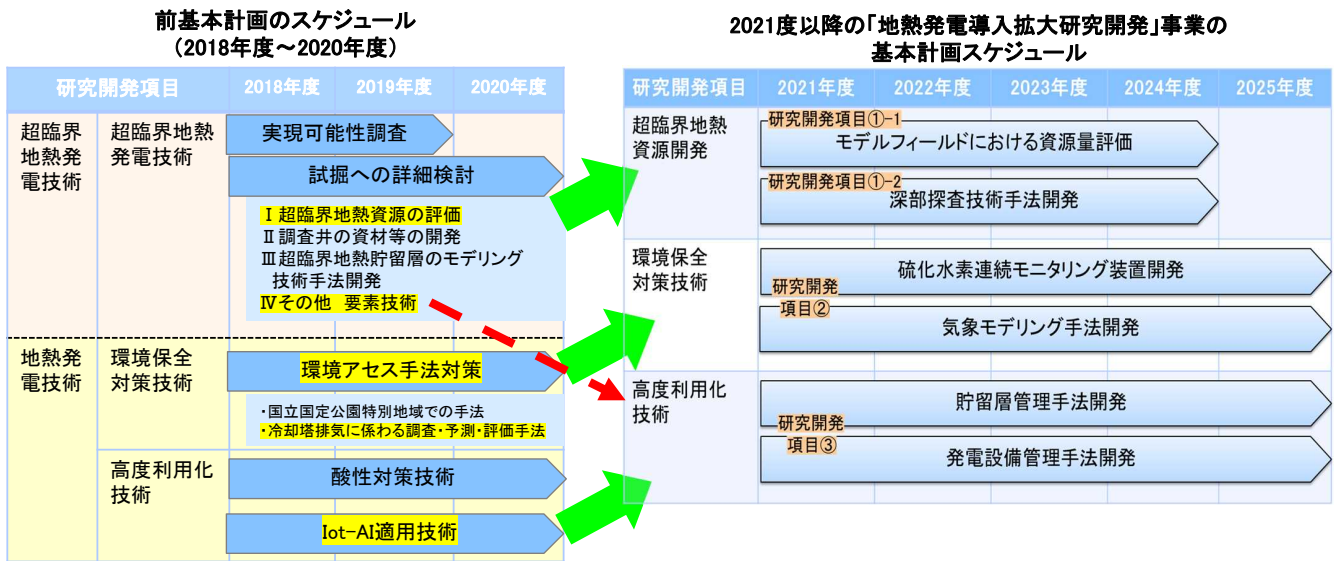 前基本計画のスケジュール
（2018年度～2020年度）
研究開発項目
2018年度
2019年度
2020年度
超臨界
地熱発
電技術
超臨界地熱
発電技術
実現可能性調査
試掘への詳細検討
Ⅰ超臨界地熱資源の評価
Ⅱ調査井の資材等の開発
Ⅲ超臨界地熱貯留層のモデリング
技術手法開発
Ⅳその他　要素技術
地熱発
電技術
環境保全
対策技術
環境アセス手法対策
・国立国定公園特別地域での手法
・冷却塔排気に係わる調査・予測・評価手法
高度利用化
技術
酸性対策技術
Iot-AI適用技術
2021度以降の「地熱発電導入拡大研究開発」事業の
基本計画スケジュール
研究開発項目
2021年度
2022年度
2023年度
2024年度
2025年度
超臨界地熱
資源開発
研究開発項目①-1
モデルフィールドにおける資源量評価
研究開発項目①-2
深部探査技術手法開発
環境保全
対策技術
硫化水素連続モニタリング装置開発
研究開発
項目②
気象モデリング手法開発
高度利用化
技術
貯留層管理手法開発
研究開発
項目③
発電設備管理手法開発